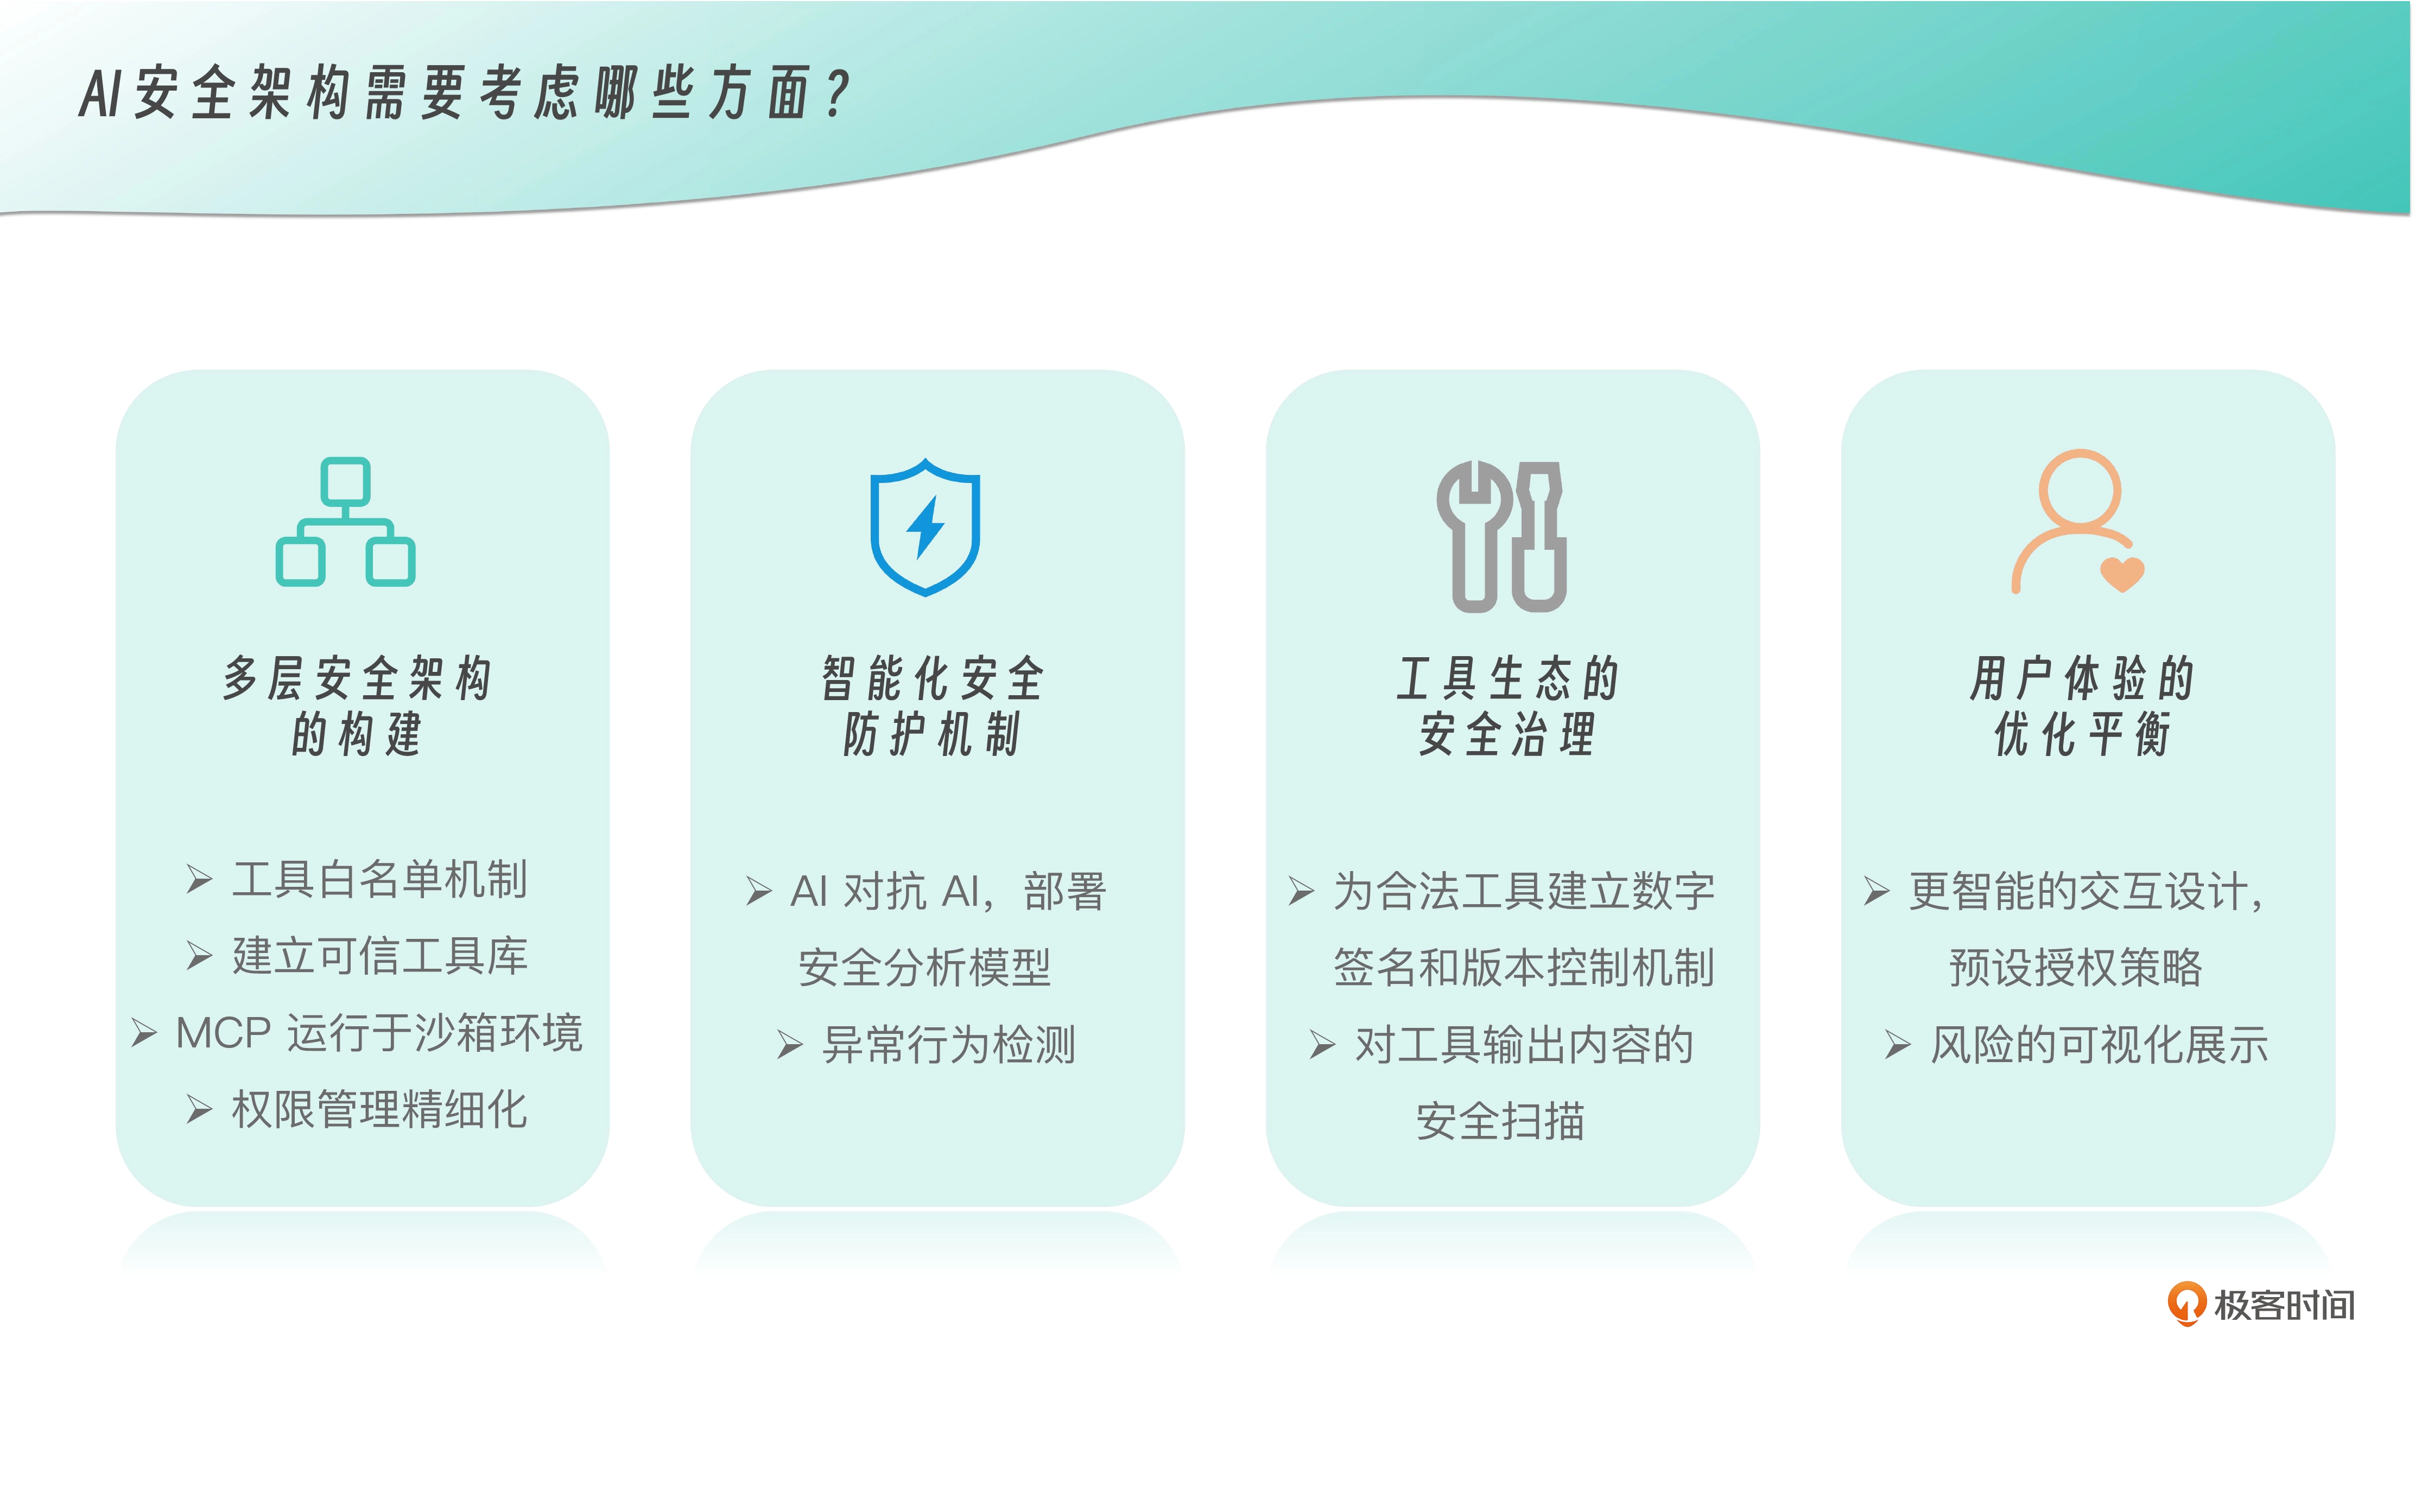 AI安全架构需要考虑哪些方面?
多层安全架构
的构建
➢ 工具白名单机制
➢ 建立可信工具库
➢ MCP 运行于沙箱环境
➢ 权限管理精细化
智能化安全
防护机制
➢ AI 对抗 AI，部署
安全分析模型
➢ 异常行为检测
工具生态的
安全治理
➢ 为合法工具建立数字
签名和版本控制机制
➢ 对工具输出内容的
安全扫描
用户体验的
优化平衡
➢ 更智能的交互设计，
预设授权策略
➢ 风险的可视化展示
极客时间